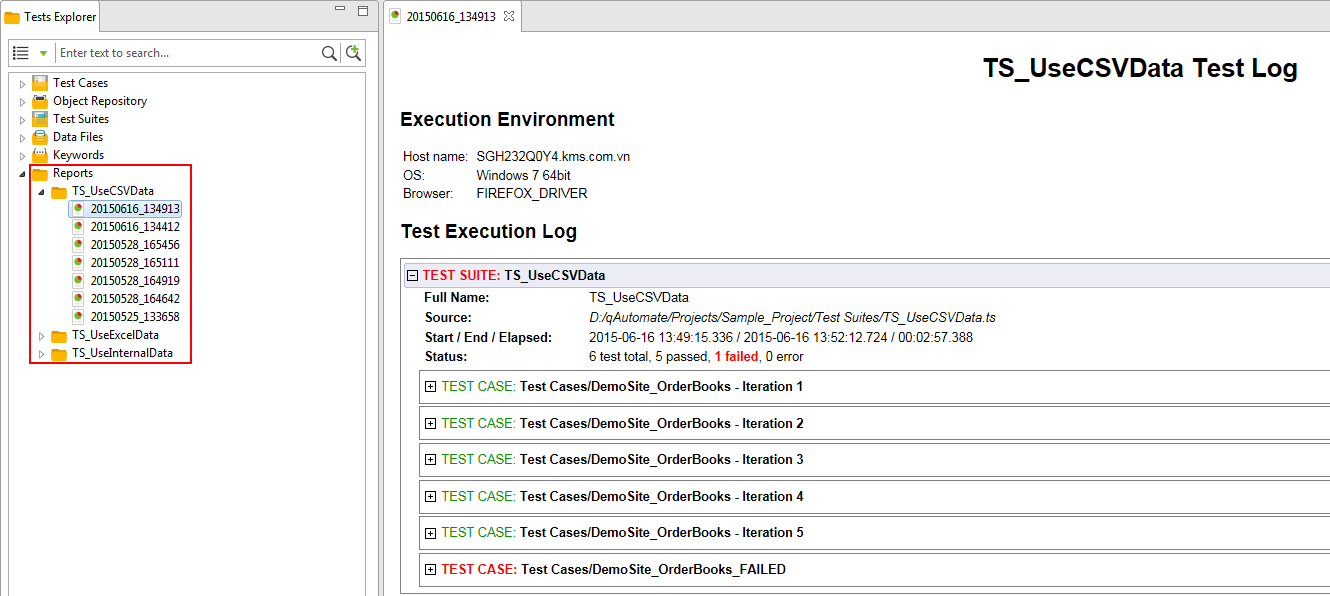 Tests Explorer
Enter text to search...
Test Cases
Object Repository
Test Suites
Data Files
Keywords
Reports
TS_UseCSVData
20150616_134913
20150616_134412
20150528_165456
20150528_165111
20150528_164919
20150528_164642
20150525_133658
TS_UseExcelData
TS_UseInternalData
20150616_134913
TS_UseCSVData Test Log
Execution Environment
Host name: SGH232Q0Y4.kms.com.vn
OS: Windows 7 64bit
Browser: FIREFOX_DRIVER
Test Execution Log
TEST SUITE: TS_UseCSVData
Full Name: TS_UseCSVData
Source: D:/qAutomate/Projects/Sample_Project/Test Suites/TS_UseCSVData.ts
Start / End / Elapsed: 2015-06-16 13:49:15.336 / 2015-06-16 13:52:12.724 / 00:02:57.388
Status: 6 test total, 5 passed, 1 failed, 0 error
TEST CASE: Test Cases/DemoSite_OrderBooks - Iteration 1
TEST CASE: Test Cases/DemoSite_OrderBooks - Iteration 2
TEST CASE: Test Cases/DemoSite_OrderBooks - Iteration 3
TEST CASE: Test Cases/DemoSite_OrderBooks - Iteration 4
TEST CASE: Test Cases/DemoSite_OrderBooks - Iteration 5
TEST CASE: Test Cases/DemoSite_OrderBooks_FAILED